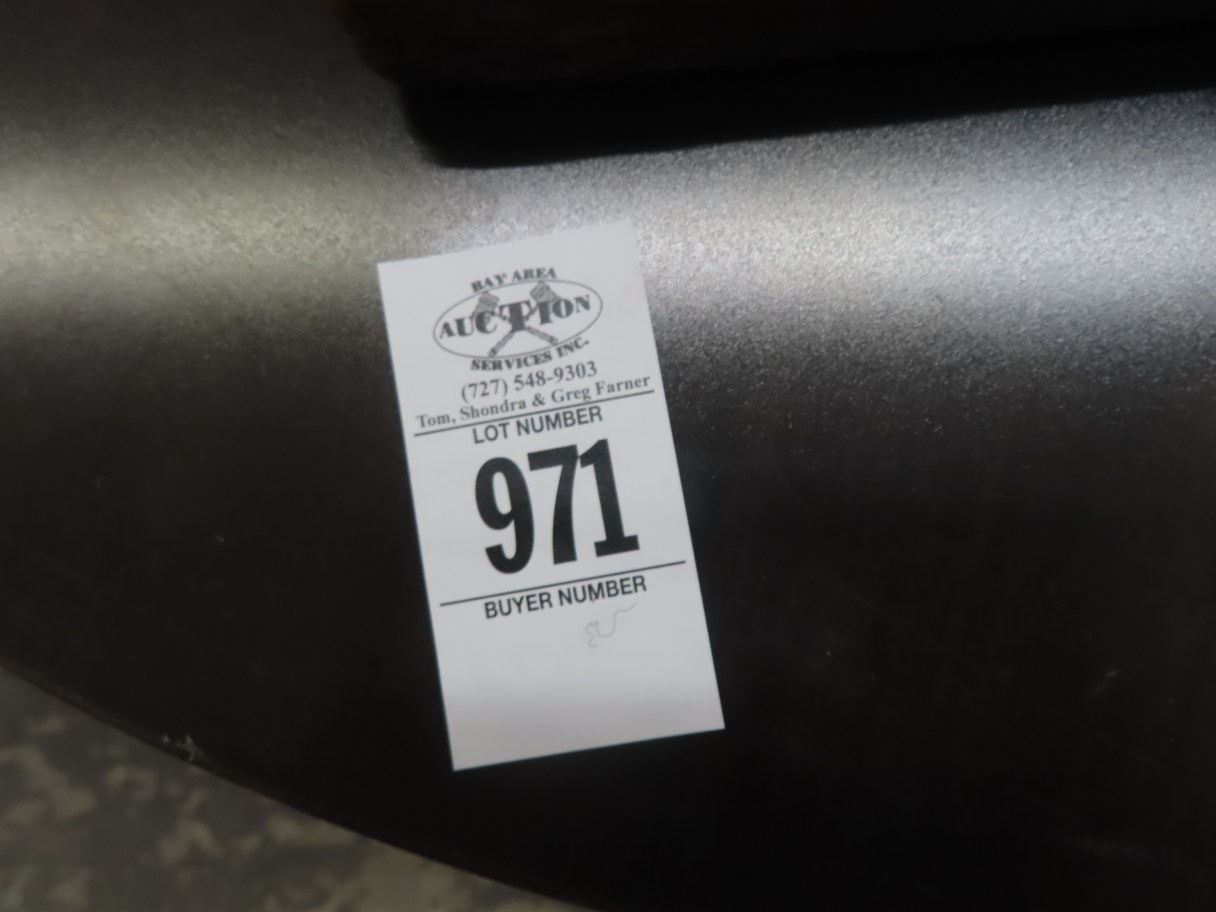 BAY AREA
AUCTION
SERVICES INC.
(727) 548-9303
Tom, Shondra & Greg Farner
LOT NUMBER
971
BUYER NUMBER